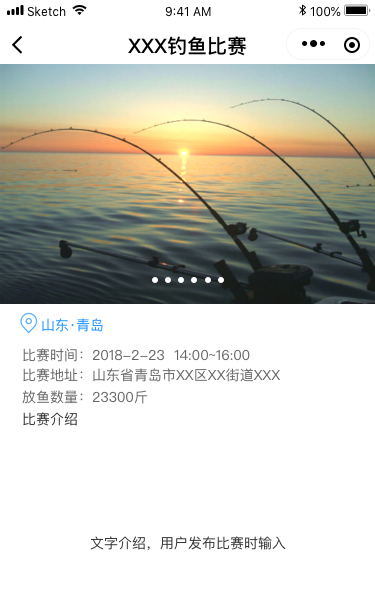 Sketch 9:41 AM 100%
XXX钓鱼比赛
山东·青岛
比赛时间：2018-2-23 14:00~16:00
比赛地址：山东省青岛市XX区XX街道XXX
放鱼数量：23300斤
比赛介绍
文字介绍，用户发布比赛时输入